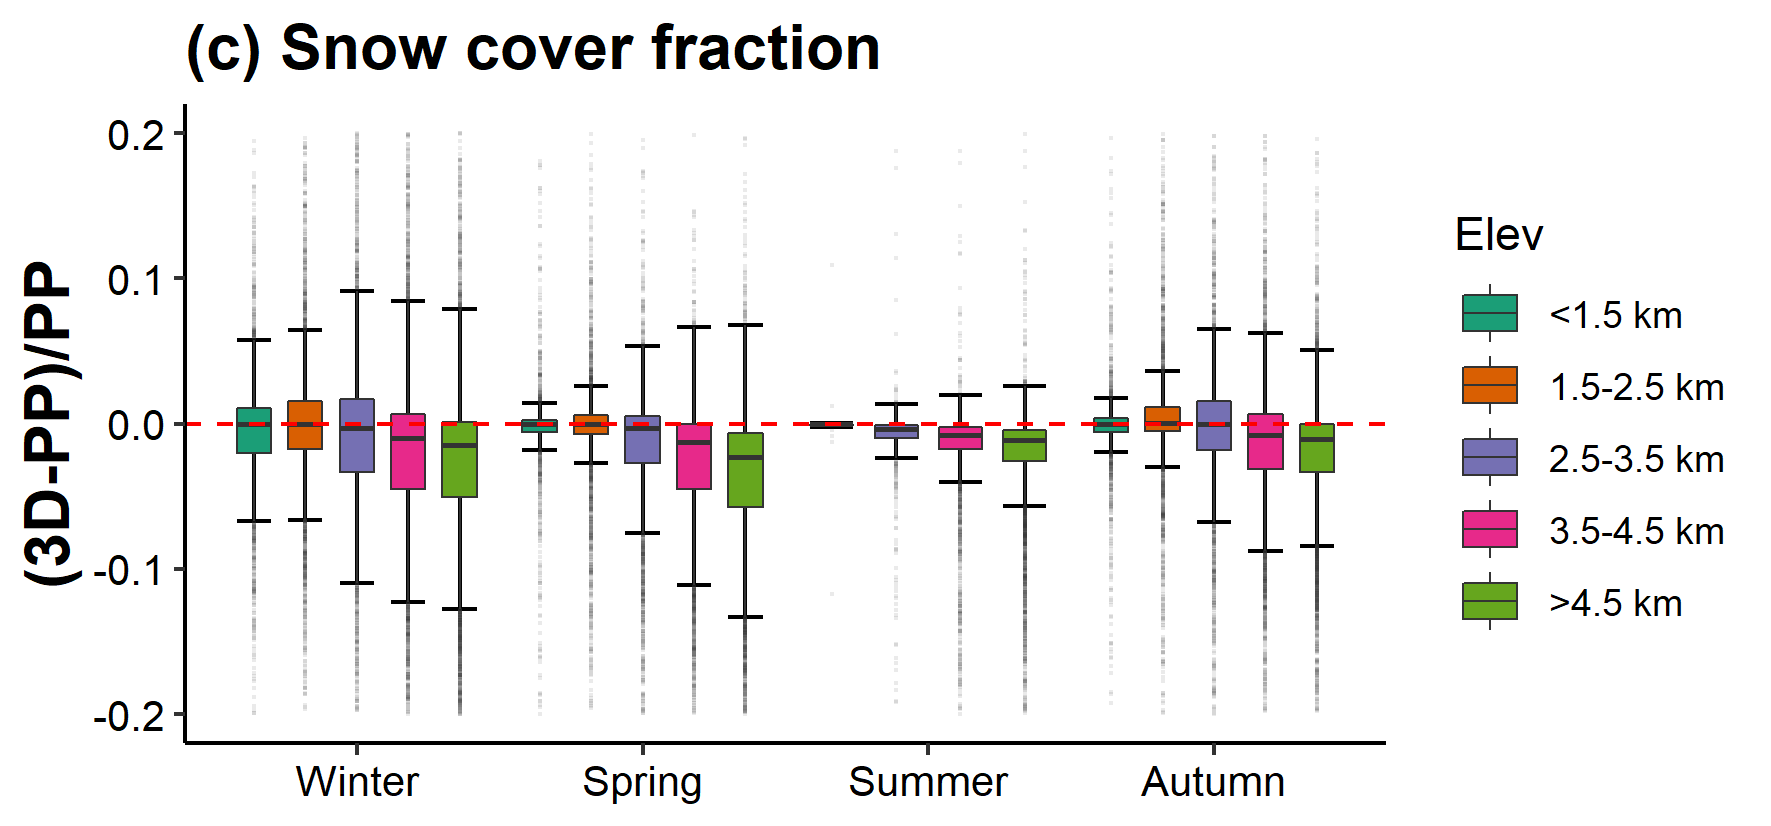 (c) Snow cover fraction
(3D-PP)/PP
0.2
0.1
0.0
-0.1
-0.2
Winter
Spring
Summer
Autumn
Elev
<1.5 km
1.5-2.5 km
2.5-3.5 km
3.5-4.5 km
>4.5 km